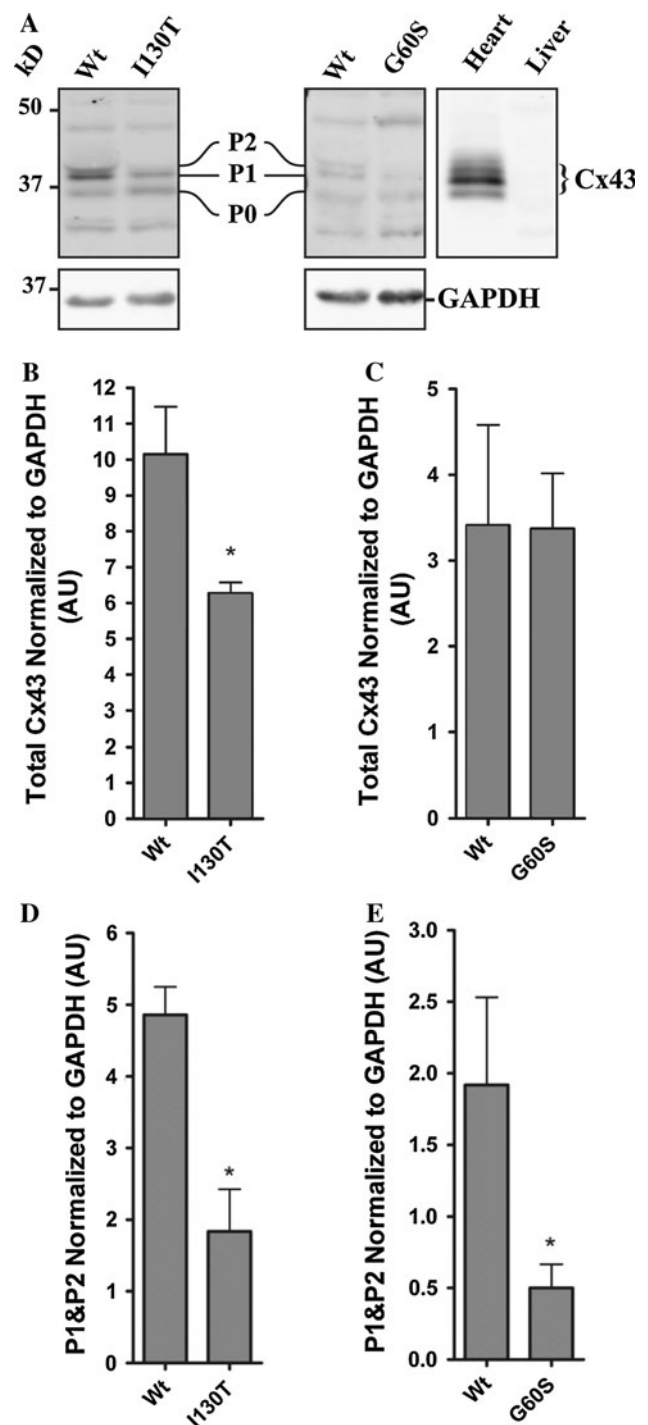 A
kD
Wt
I130T
Wt
G60S
Heart
Liver
50
37
P2
P1
P0
Cx43
37
GAPDH
B
Total Cx43 Normalized to GAPDH
(AU)
12
11
10
9
8
7
6
5
4
3
2
1
0
*
Wt
I130T
C
Total Cx43 Normalized to GAPDH
(AU)
5
4
3
2
1
0
Wt
G60S
D
P1&P2 Normalized to GAPDH (AU)
6
5
4
3
2
1
0
*
Wt
I130T
E
P1&P2 Normalized to GAPDH (AU)
3.0
2.5
2.0
1.5
1.0
0.5
0.0
*
Wt
G60S